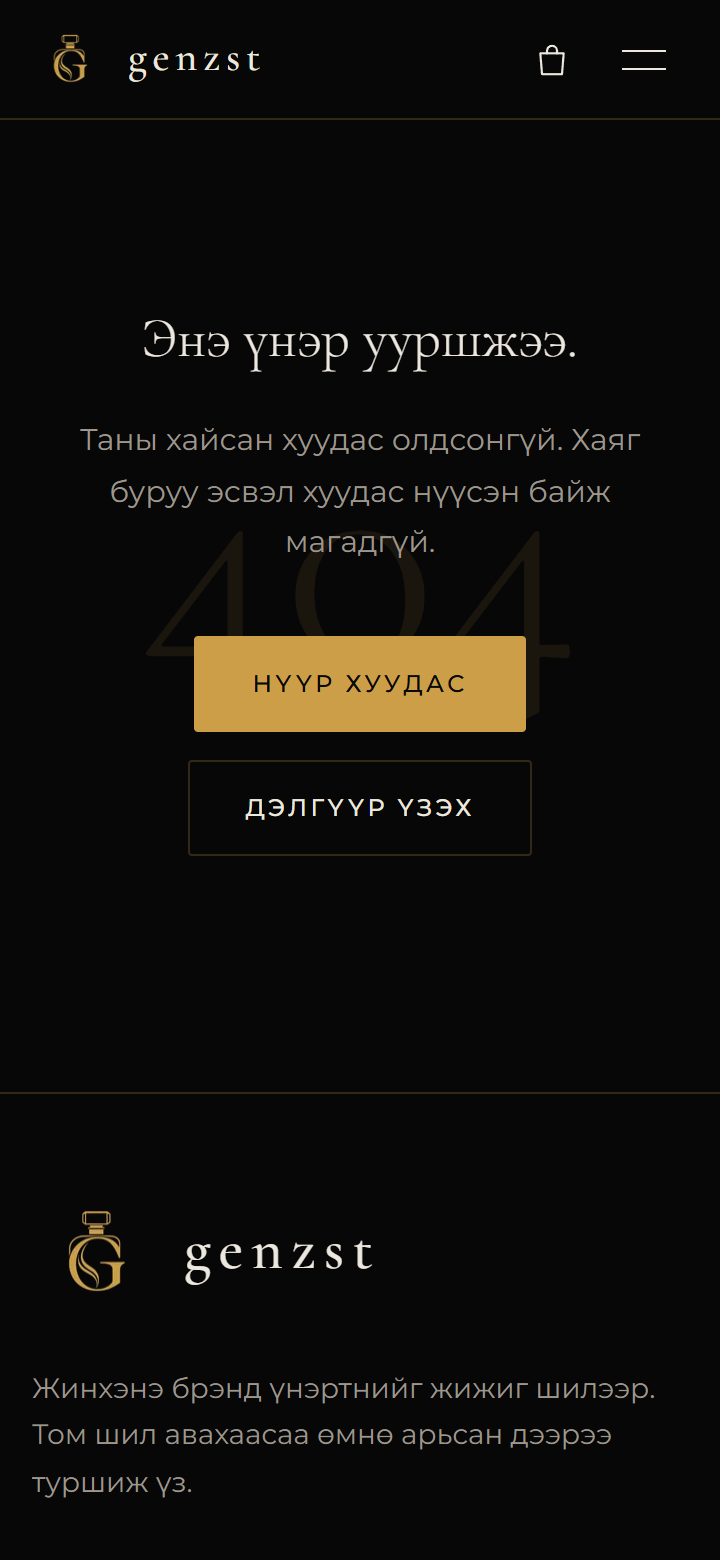 genzst
Энэ үнэр ууршжээ.
Таны хайсан хуудас олдсонгүй. Хаяг
буруу эсвэл хуудас нүүсэн байж
магадгүй.
404
НҮҮР ХУУДАС
ДЭЛГҮҮР ҮЗЭХ
genzst
Жинхэнэ брэнд үнэртнийг жижиг шилээр.
Том шил авахаасаа өмнө арьсан дээрээ
туршиж үз.